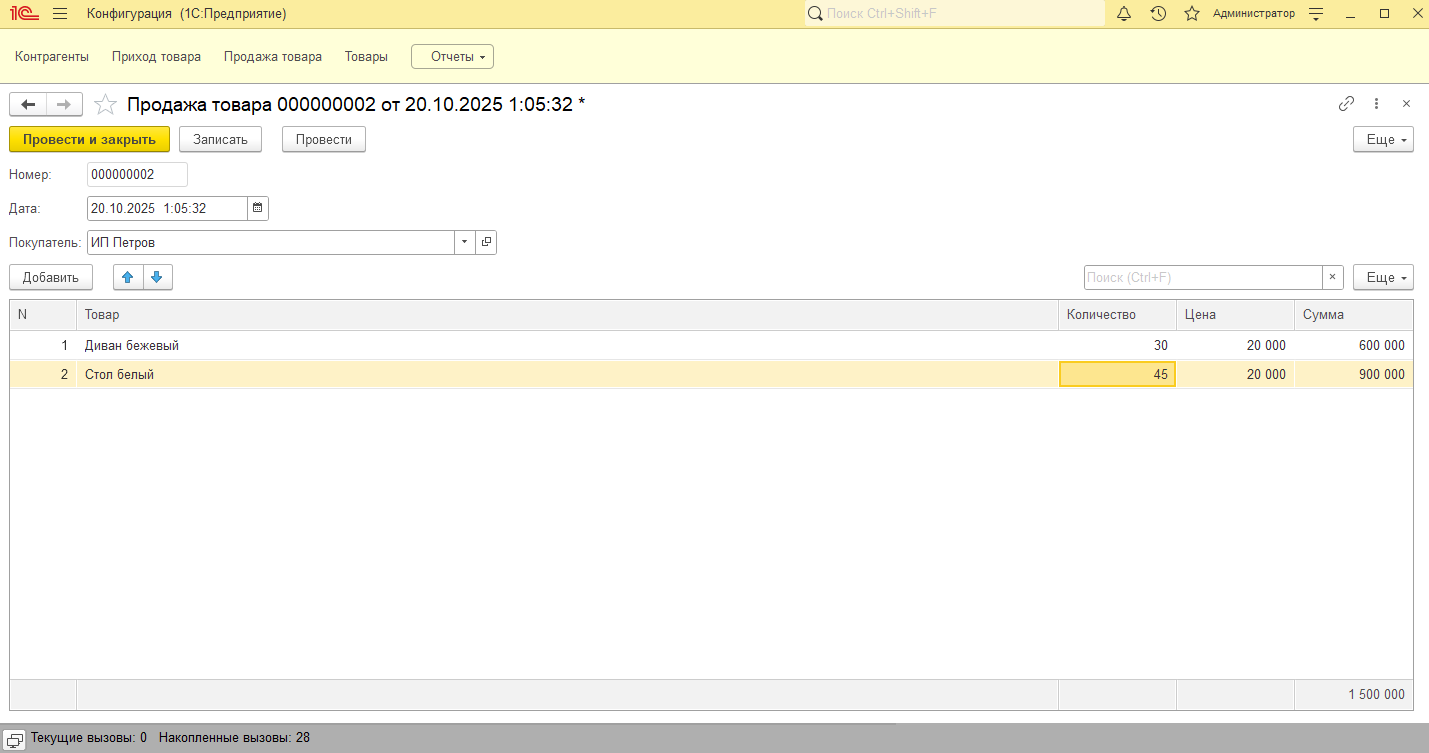 1С Конфигурация (1С:Предприятие) Поиск Ctrl+Shift+F Администратор
Контрагенты Приход товара Продажа товара Товары Отчеты
Продажа товара 000000002 от 20.10.2025 1:05:32 *
Провести и закрыть Записать Провести Еще
Номер: 000000002
Дата: 20.10.2025 1:05:32
Покупатель: ИП Петров
Добавить Поиск (Ctrl+F) × Еще
N Товар Количество Цена Сумма
1 Диван бежевый 30 20 000 600 000
2 Стол белый 45 20 000 900 000
1 500 000
Текущие вызовы: 0 Накопленные вызовы: 28